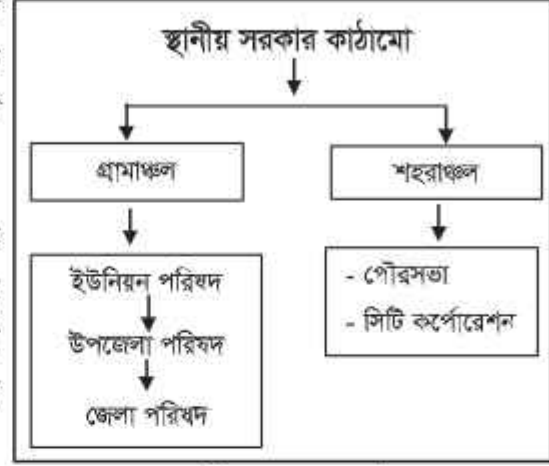 স্থানীয় সরকার কাঠামো
গ্রামাঞ্চল
শহরাঞ্চল
ইউনিয়ন পরিষদ
উপজেলা পরিষদ
জেলা পরিষদ
- পৌরসভা
- সিটি কর্পোরেশন